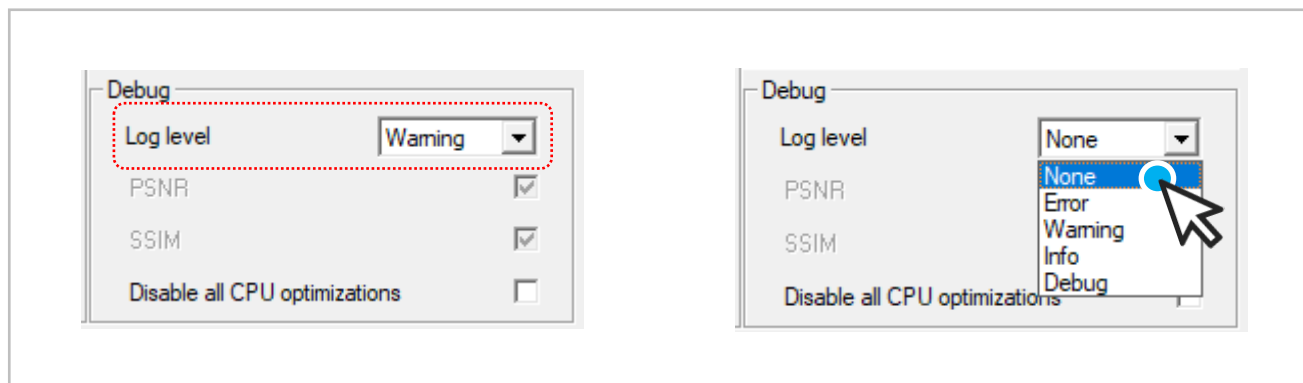 Debug
Log level Warning
PSNR
SSIM
Disable all CPU optimizations
Debug
Log level None
PSNR
SSIM
None
Error
Warning
Info
Debug
Disable all CPU optimizations